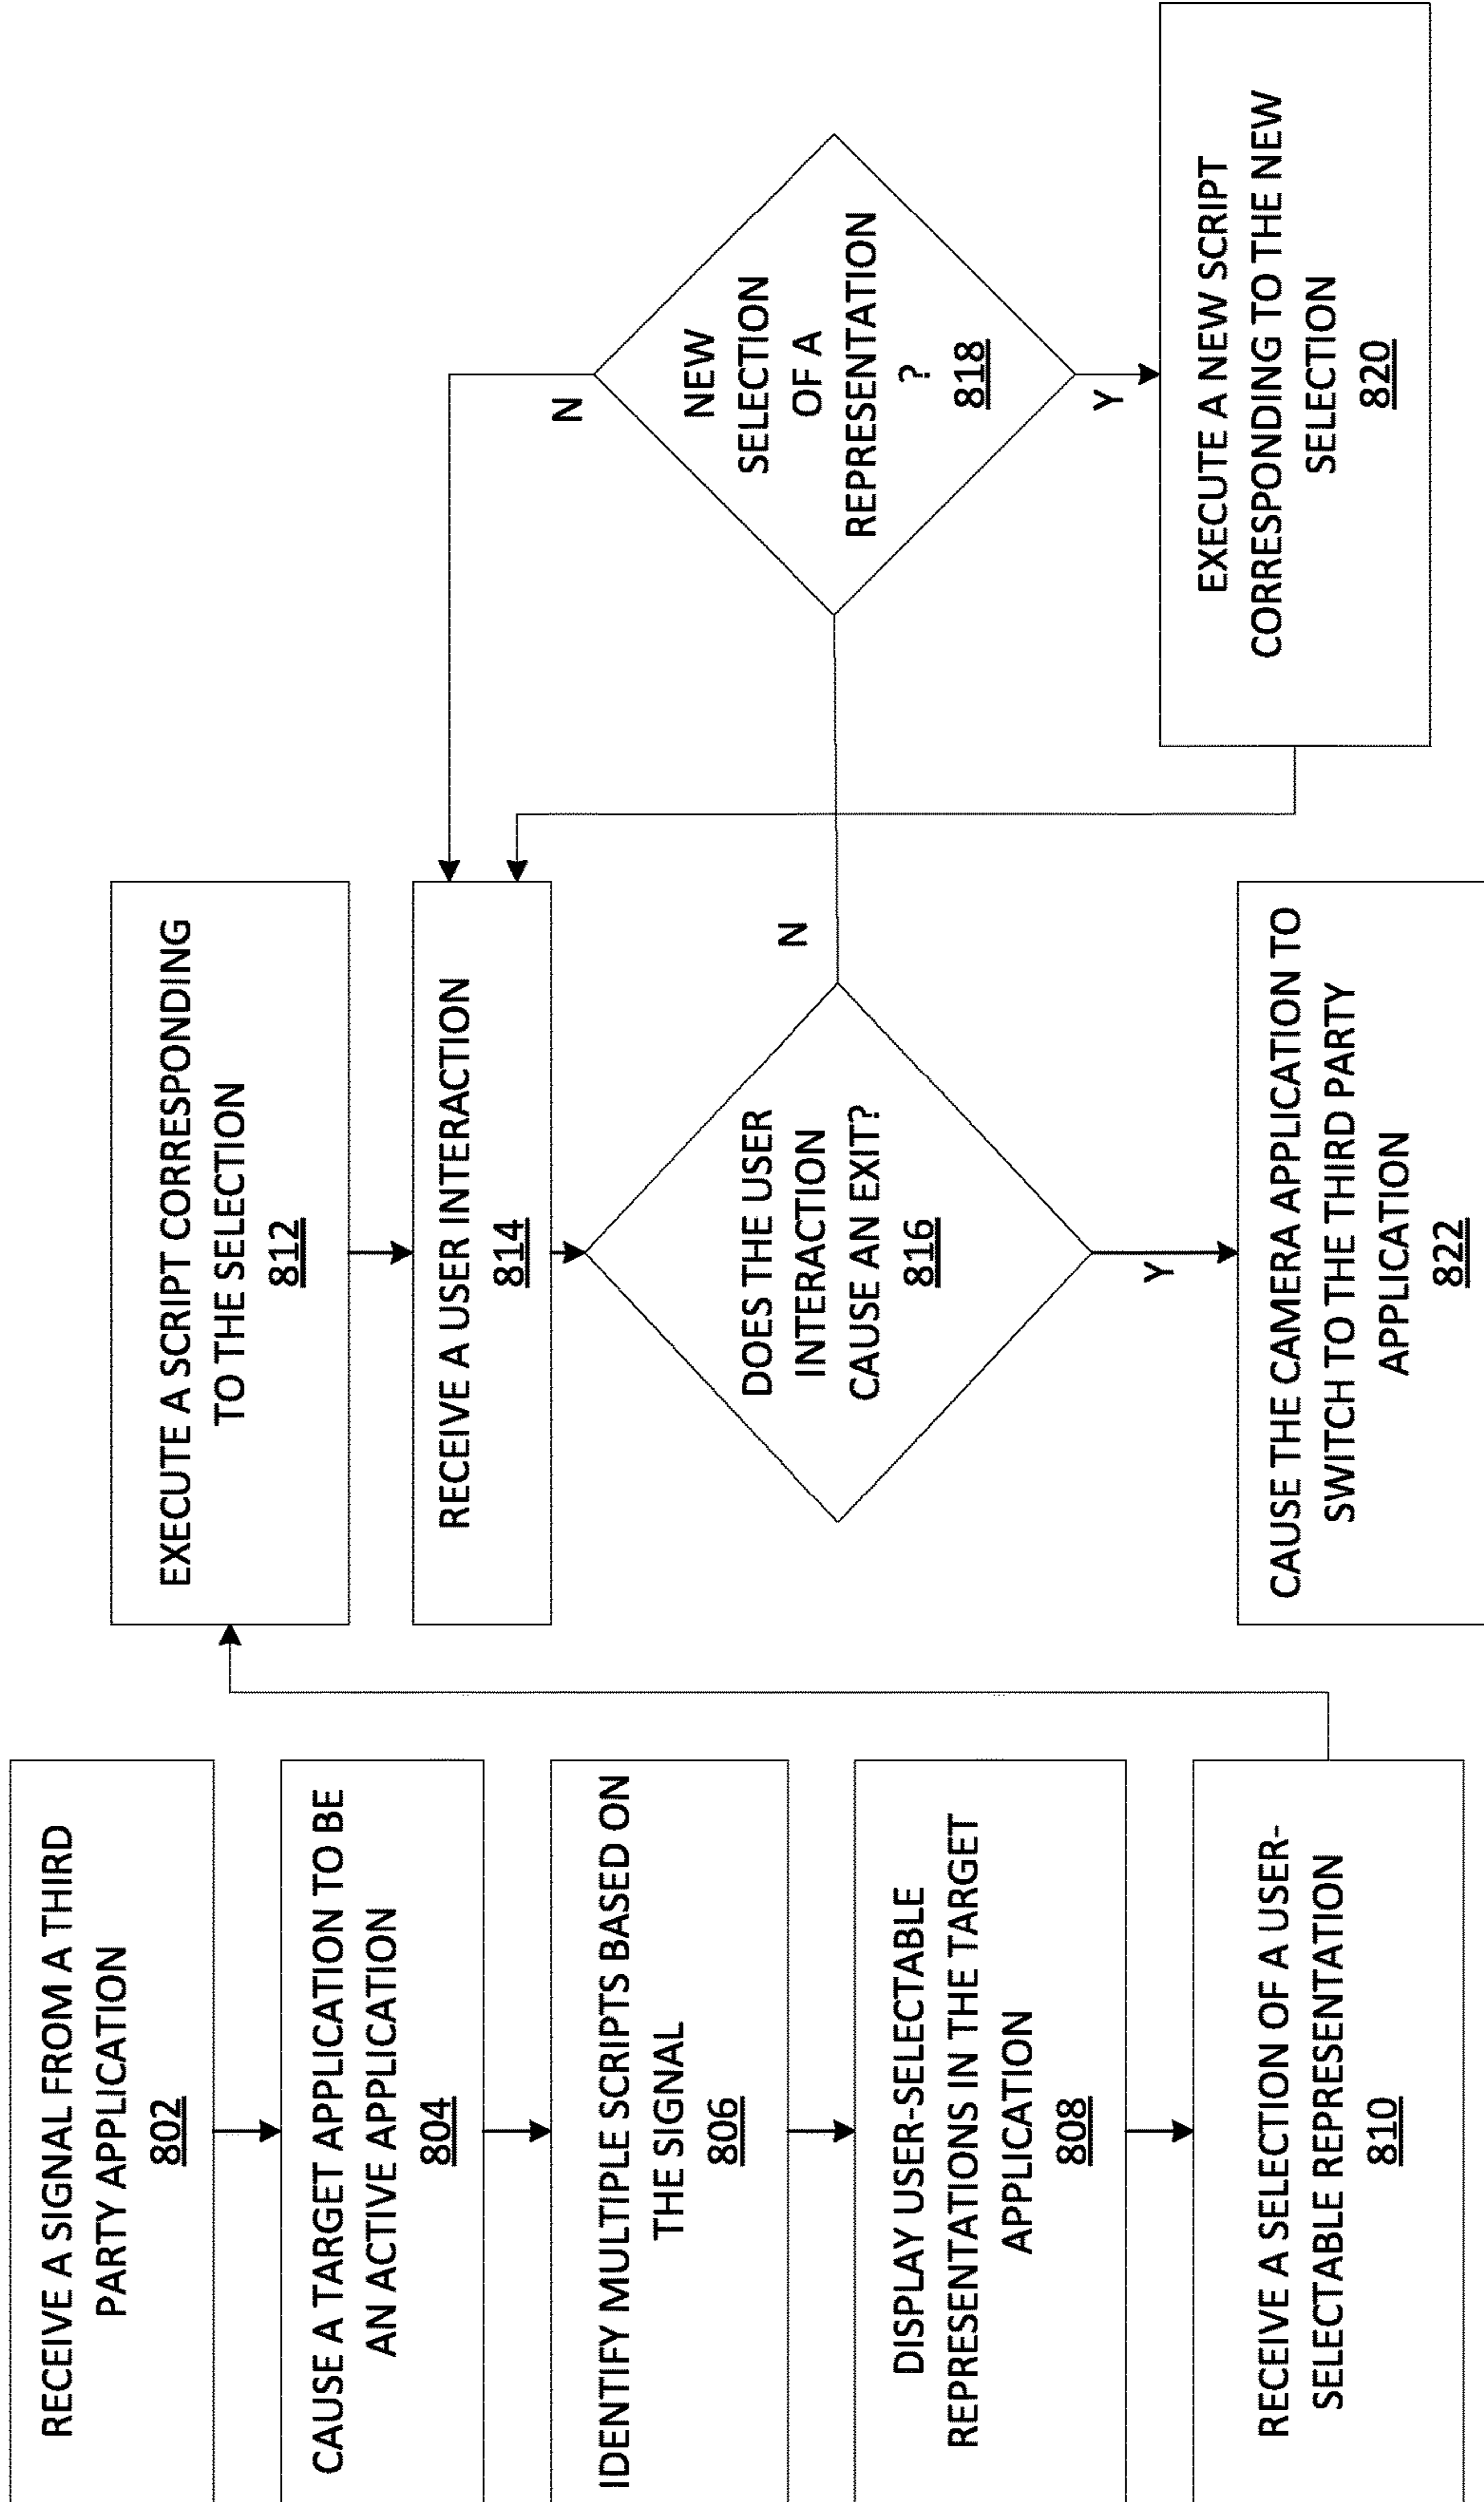 RECEIVE A SIGNAL FROM A THIRD
PARTY APPLICATION
802
CAUSE A TARGET APPLICATION TO BE
AN ACTIVE APPLICATION
804
IDENTIFY MULTIPLE SCRIPTS BASED ON
THE SIGNAL
806
DISPLAY USER-SELECTABLE
REPRESENTATIONS IN THE TARGET
APPLICATION
808
RECEIVE A SELECTION OF A USER-
SELECTABLE REPRESENTATION
810
EXECUTE A SCRIPT CORRESPONDING
TO THE SELECTION
812
RECEIVE A USER INTERACTION
814
DOES THE USER
INTERACTION
CAUSE AN EXIT?
816
N
Y
CAUSE THE CAMERA APPLICATION TO
SWITCH TO THE THIRD PARTY
APPLICATION
822
N
NEW
SELECTION
OF A
REPRESENTATION
?
818
Y
EXECUTE A NEW SCRIPT
CORRESPONDING TO THE NEW
SELECTION
820